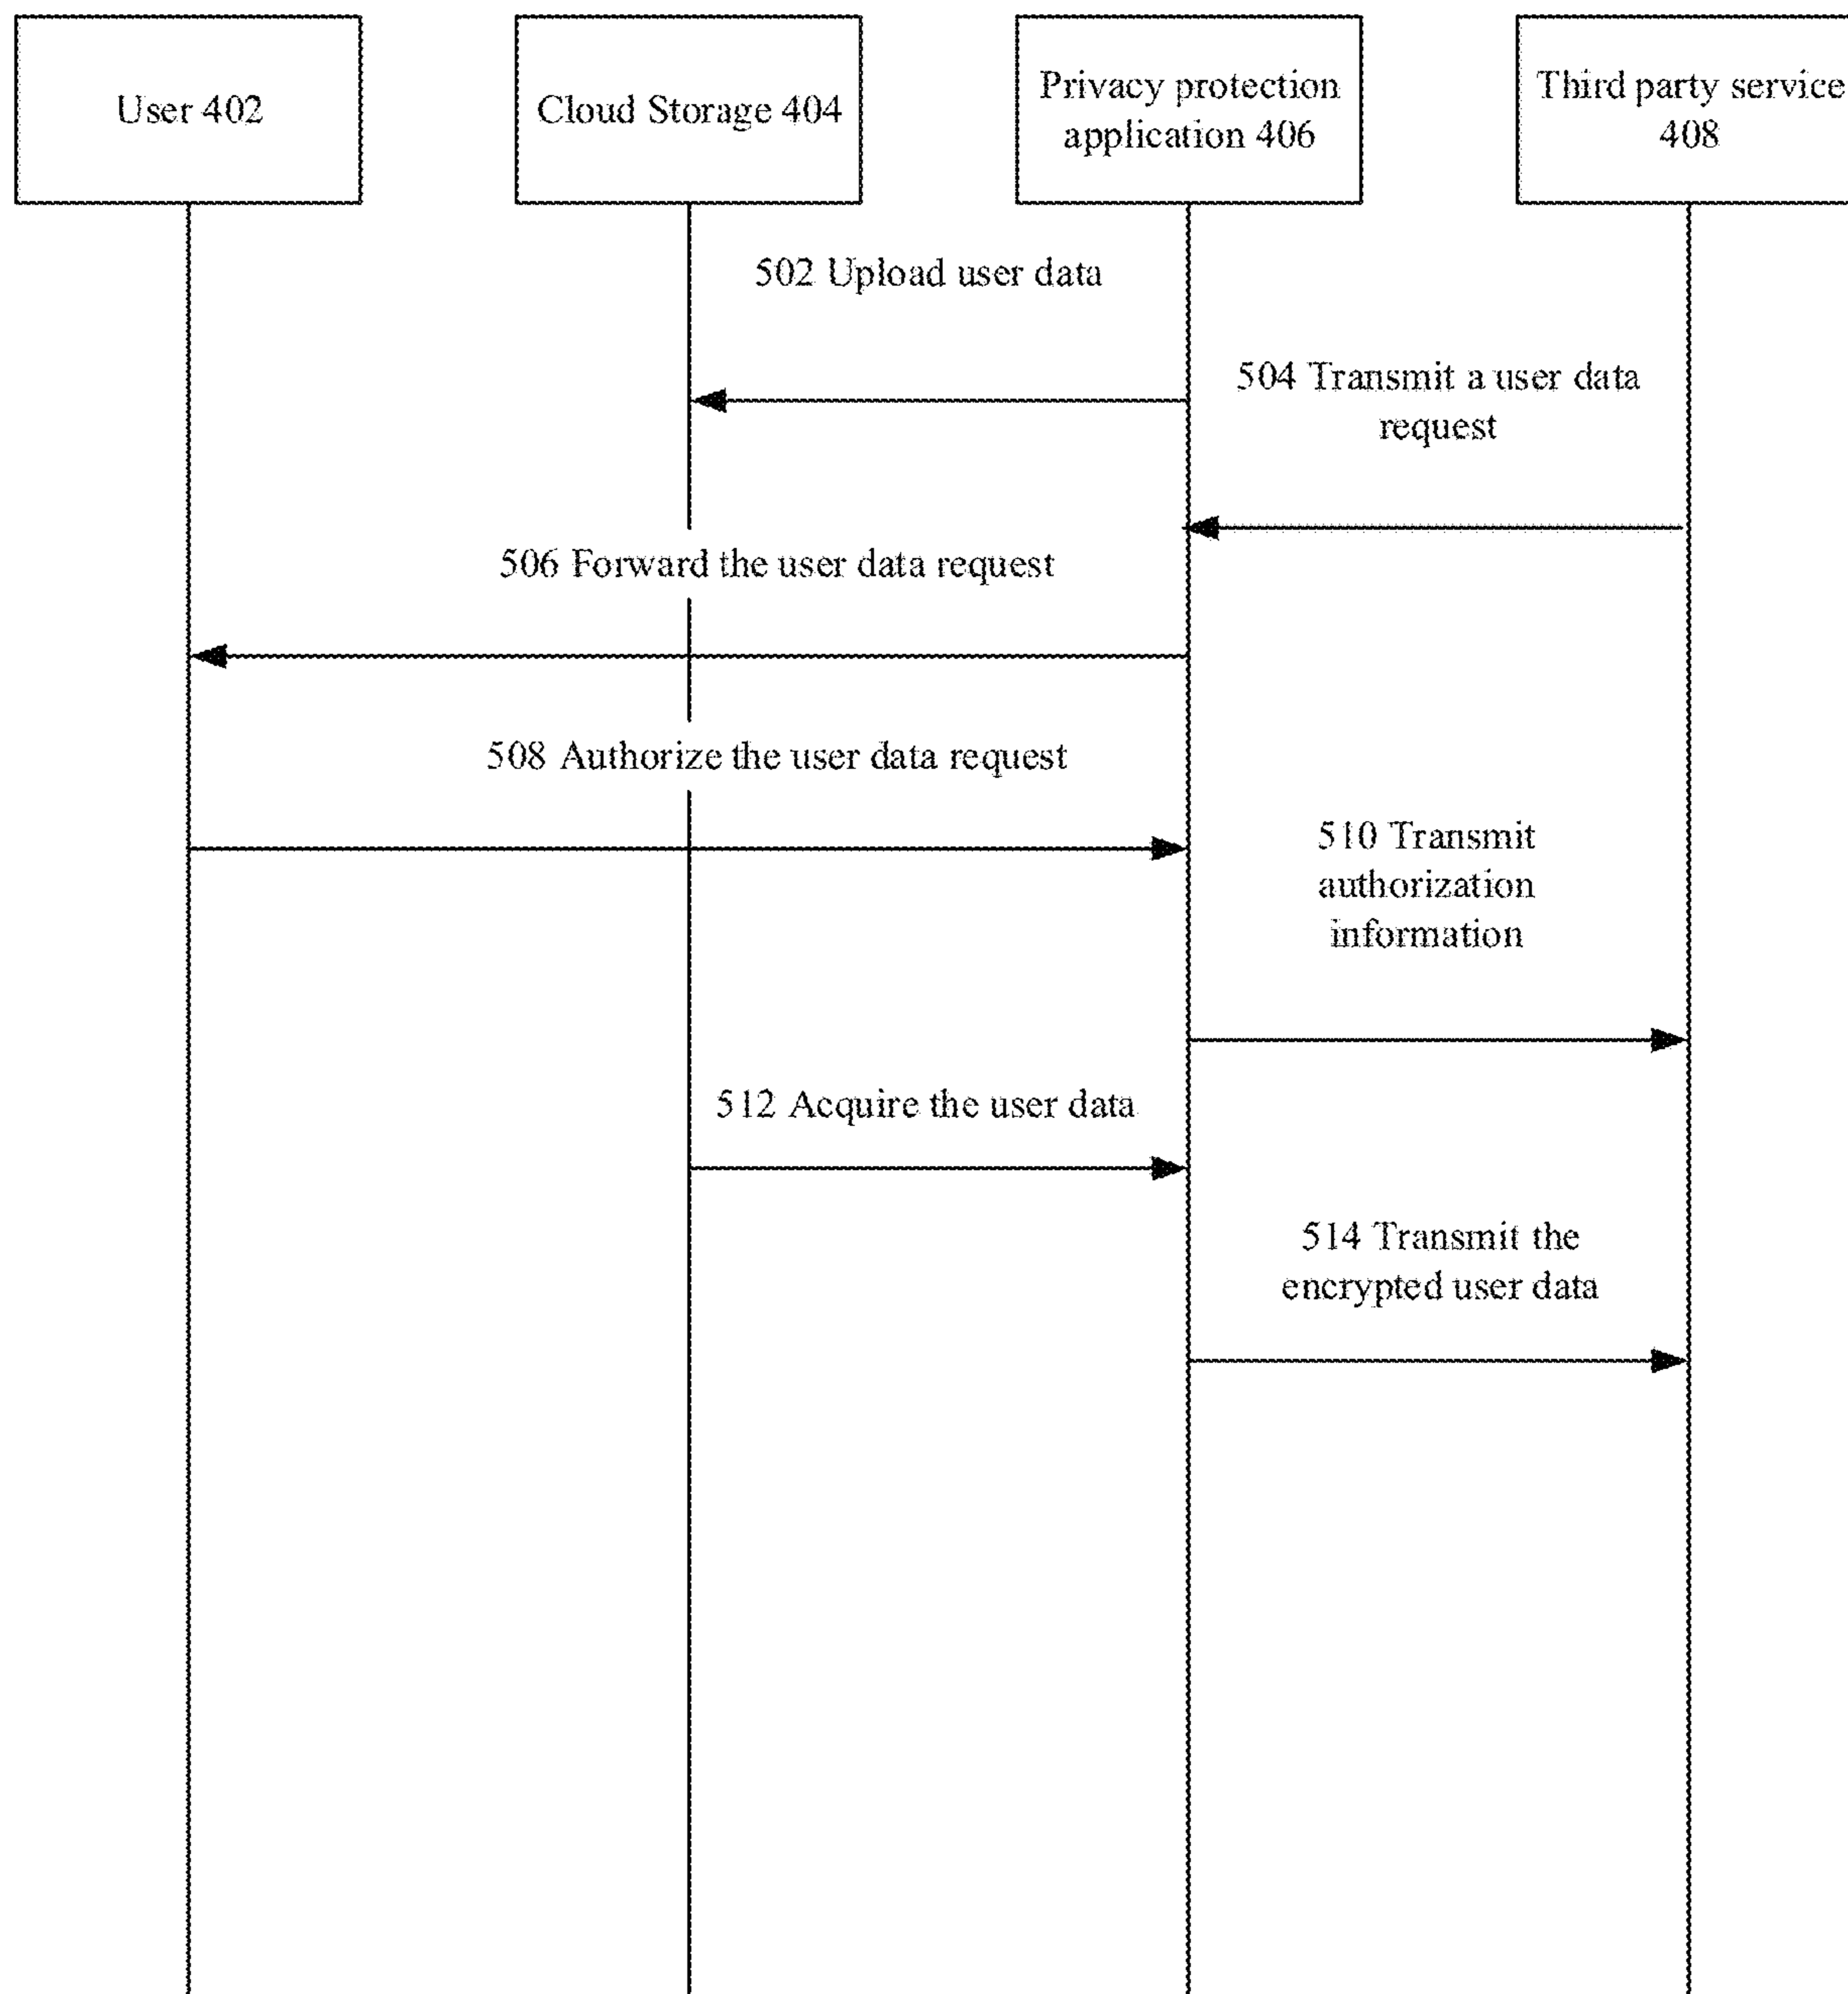 User 402
Cloud Storage 404
Privacy protection
application 406
Third party service
408
502 Upload user data
504 Transmit a user data
request
506 Forward the user data request
508 Authorize the user data request
510 Transmit
authorization
information
512 Acquire the user data
514 Transmit the
encrypted user data